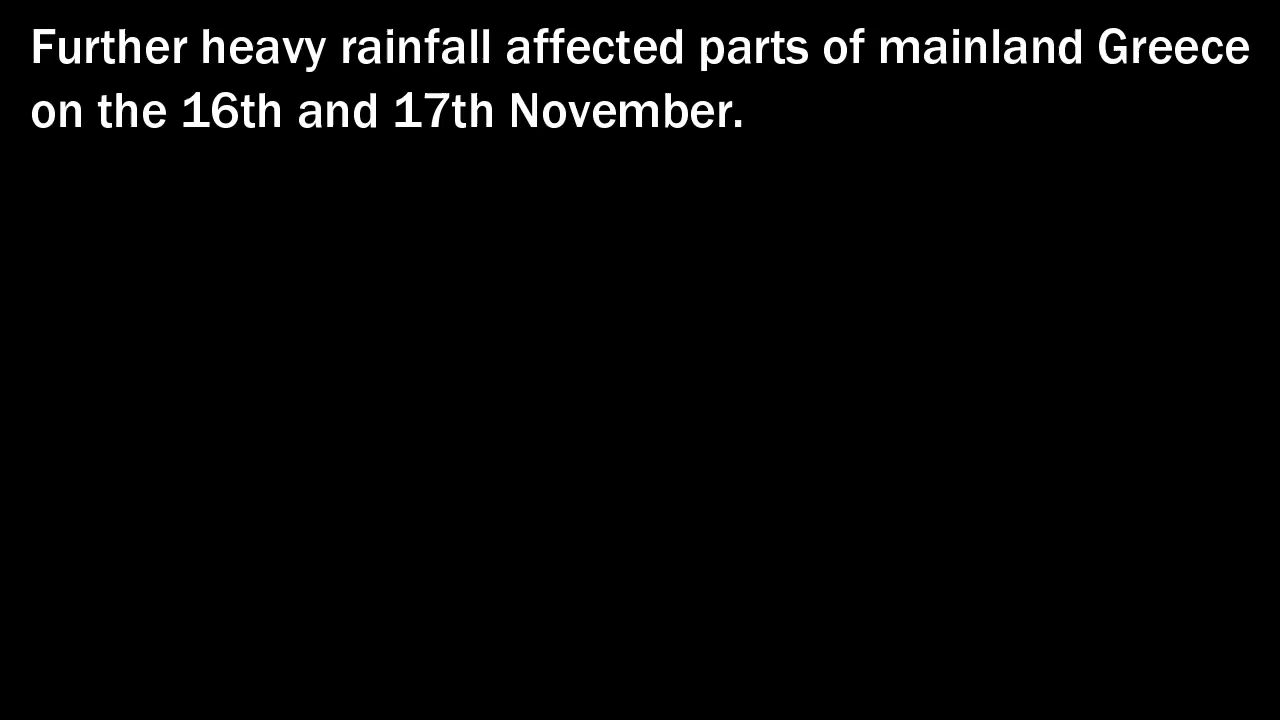 Further heavy rainfall affected parts of mainland Greece
on the 16th and 17th November.